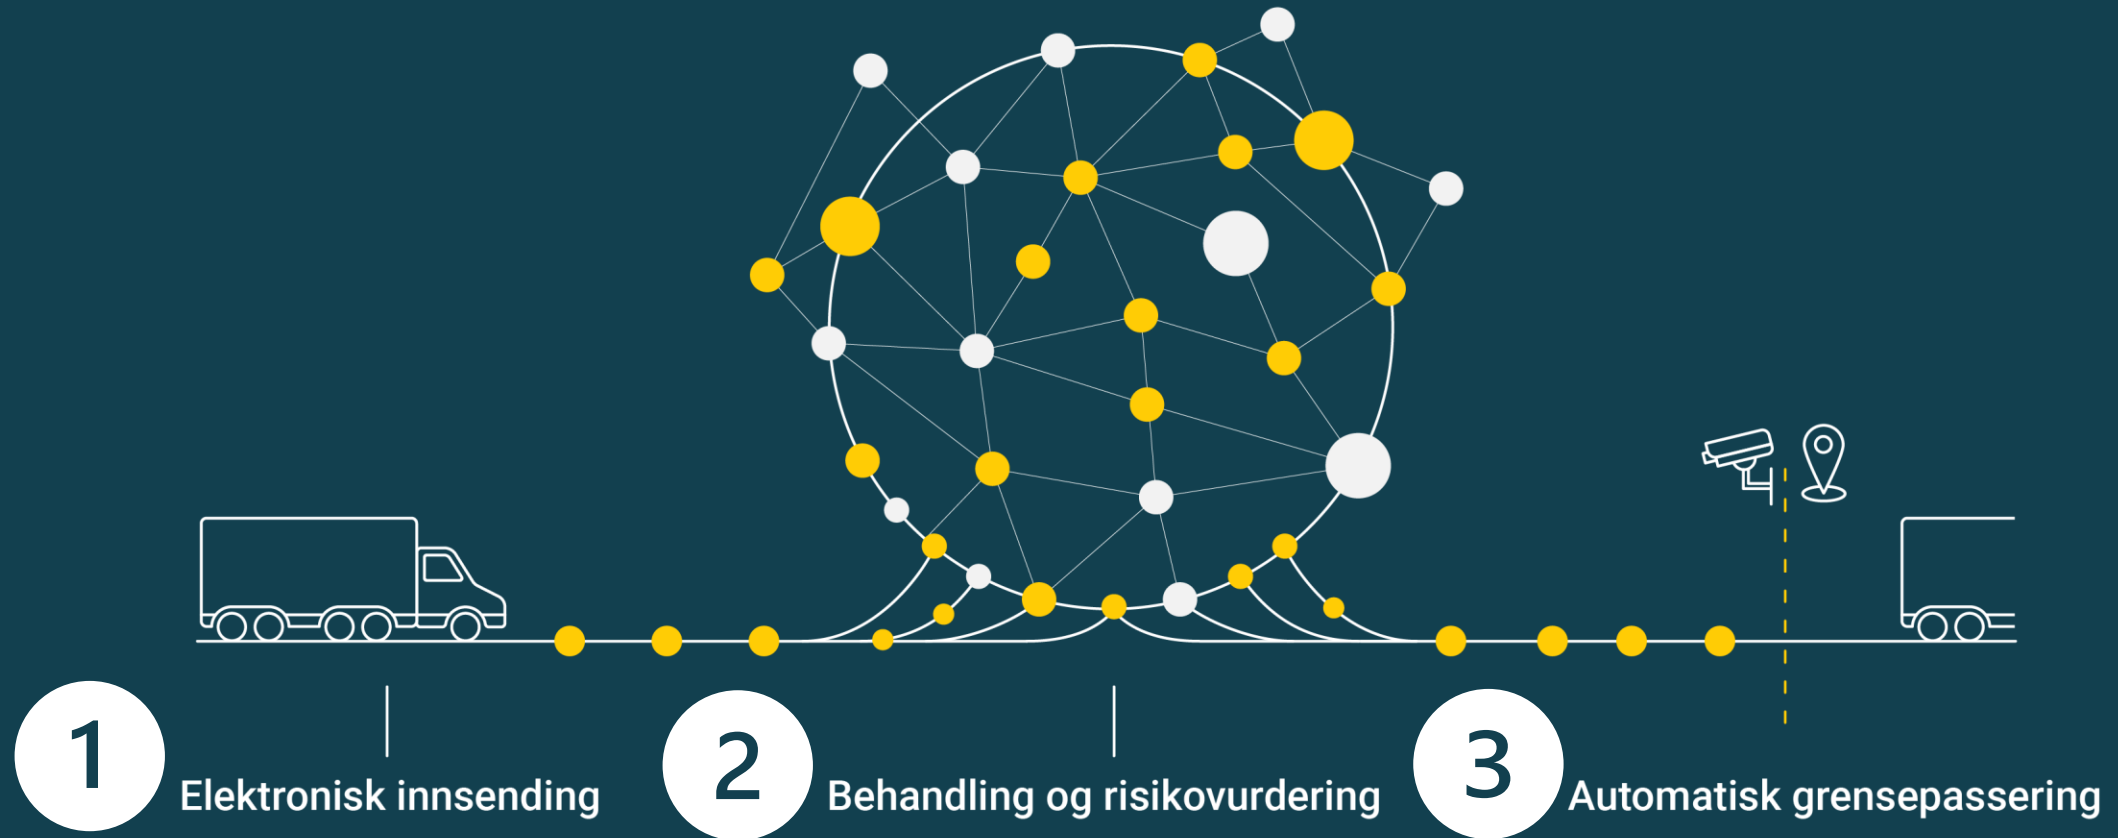 1 Elektronisk innsending
2 Behandling og risikovurdering
3 Automatisk grensepassering